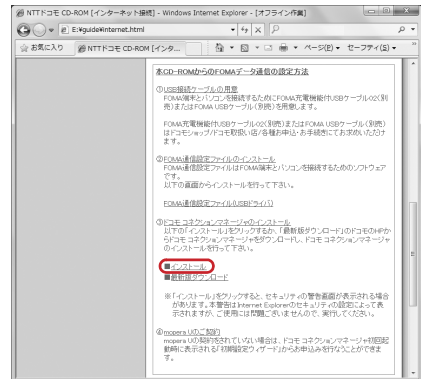 NTTドコモ CD-ROM [インターネット接続] - Windows Internet Explorer - [オフライン作業]
E:¥guide¥internet.html
お気に入り
NTTドコモ CD-ROM [インタ...
ページ(P)
セーフティ(S)
本CD-ROMからのFOMAデータ通信の設定方法
①USB接続ケーブルの用意
FOMA端末とパソコンを接続するためにFOMA充電機能付USBケーブル02(別
売)またはFOMA USBケーブル(別売)を用意します。
FOMA充電機能付USBケーブル02(別売)またはFOMA USBケーブル(別売)
はドコモショップ/ドコモ取扱い店/各種お申込・お手続きにてお求めいただけ
ます。
②FOMA通信設定ファイルのインストール
FOMA通信設定ファイルはFOMA端末とパソコンを接続するためのソフトウェア
です。
以下の画面からインストールを行って下さい。
FOMA通信設定ファイル(USBドライバ)
③ドコモ コネクションマネージャのインストール
以下の「インストール」をクリックするか、「最新版ダウンロード」のドコモのHPか
らドコモ コネクションマネージャをダウンロードし、ドコモ コネクションマネージャ
のインストールを行って下さい。
■インストール
■最新版ダウンロード
※「インストール」をクリックすると、セキュリティの警告画面が表示される場合
があります。本警告はInternet Explorerのセキュリティの設定によって表
示されますが、ご使用には問題ございませんので、実行してください。
④mopera Uのご契約
mopera Uの契約をされていない場合は、ドコモ コネクションマネージャ初回起
動時に表示される「初期設定ウィザード」からお申込みを行なうことができま
す。